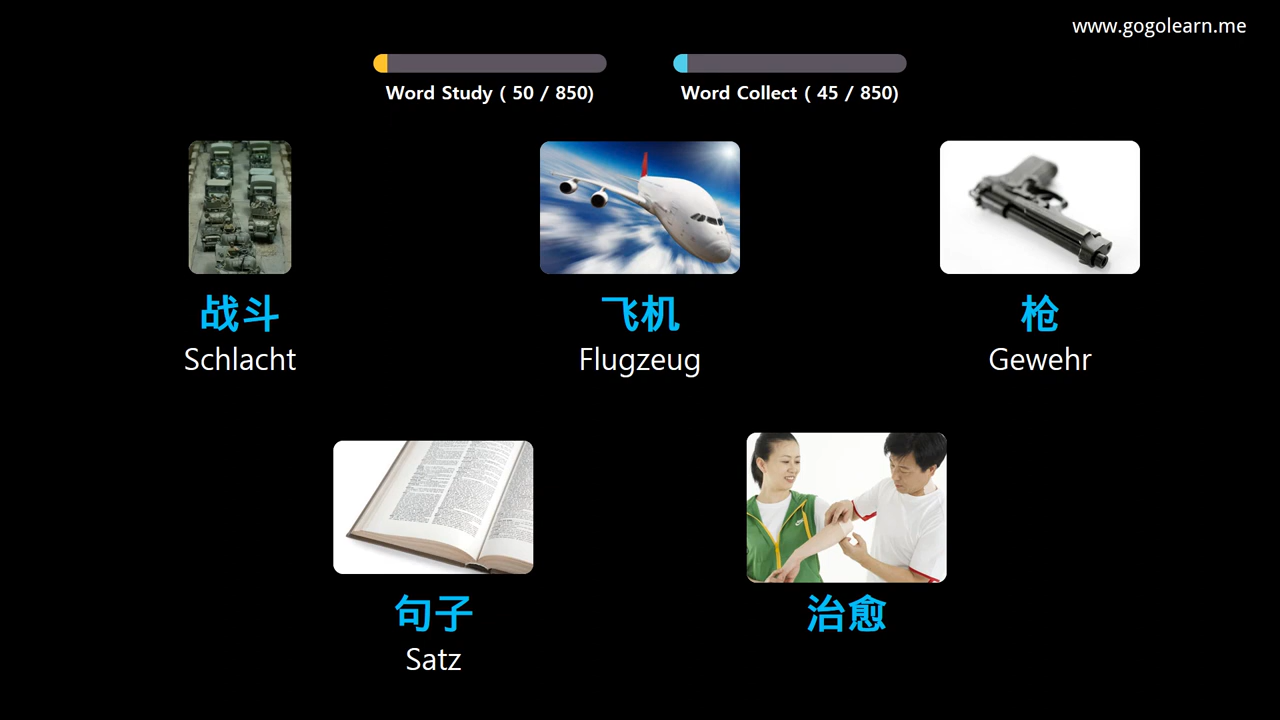 www.gogolearn.me
Word Study ( 50 / 850)
Word Collect ( 45 / 850)
战斗
Schlacht
飞机
Flugzeug
枪
Gewehr
句子
Satz
治愈